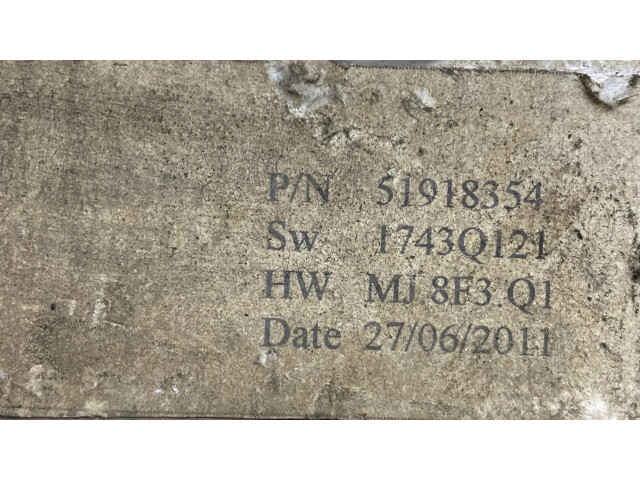 P/N 51918354
Sw 1743Q121
HW MJ 8F3 Q1
Date 27/06/2011